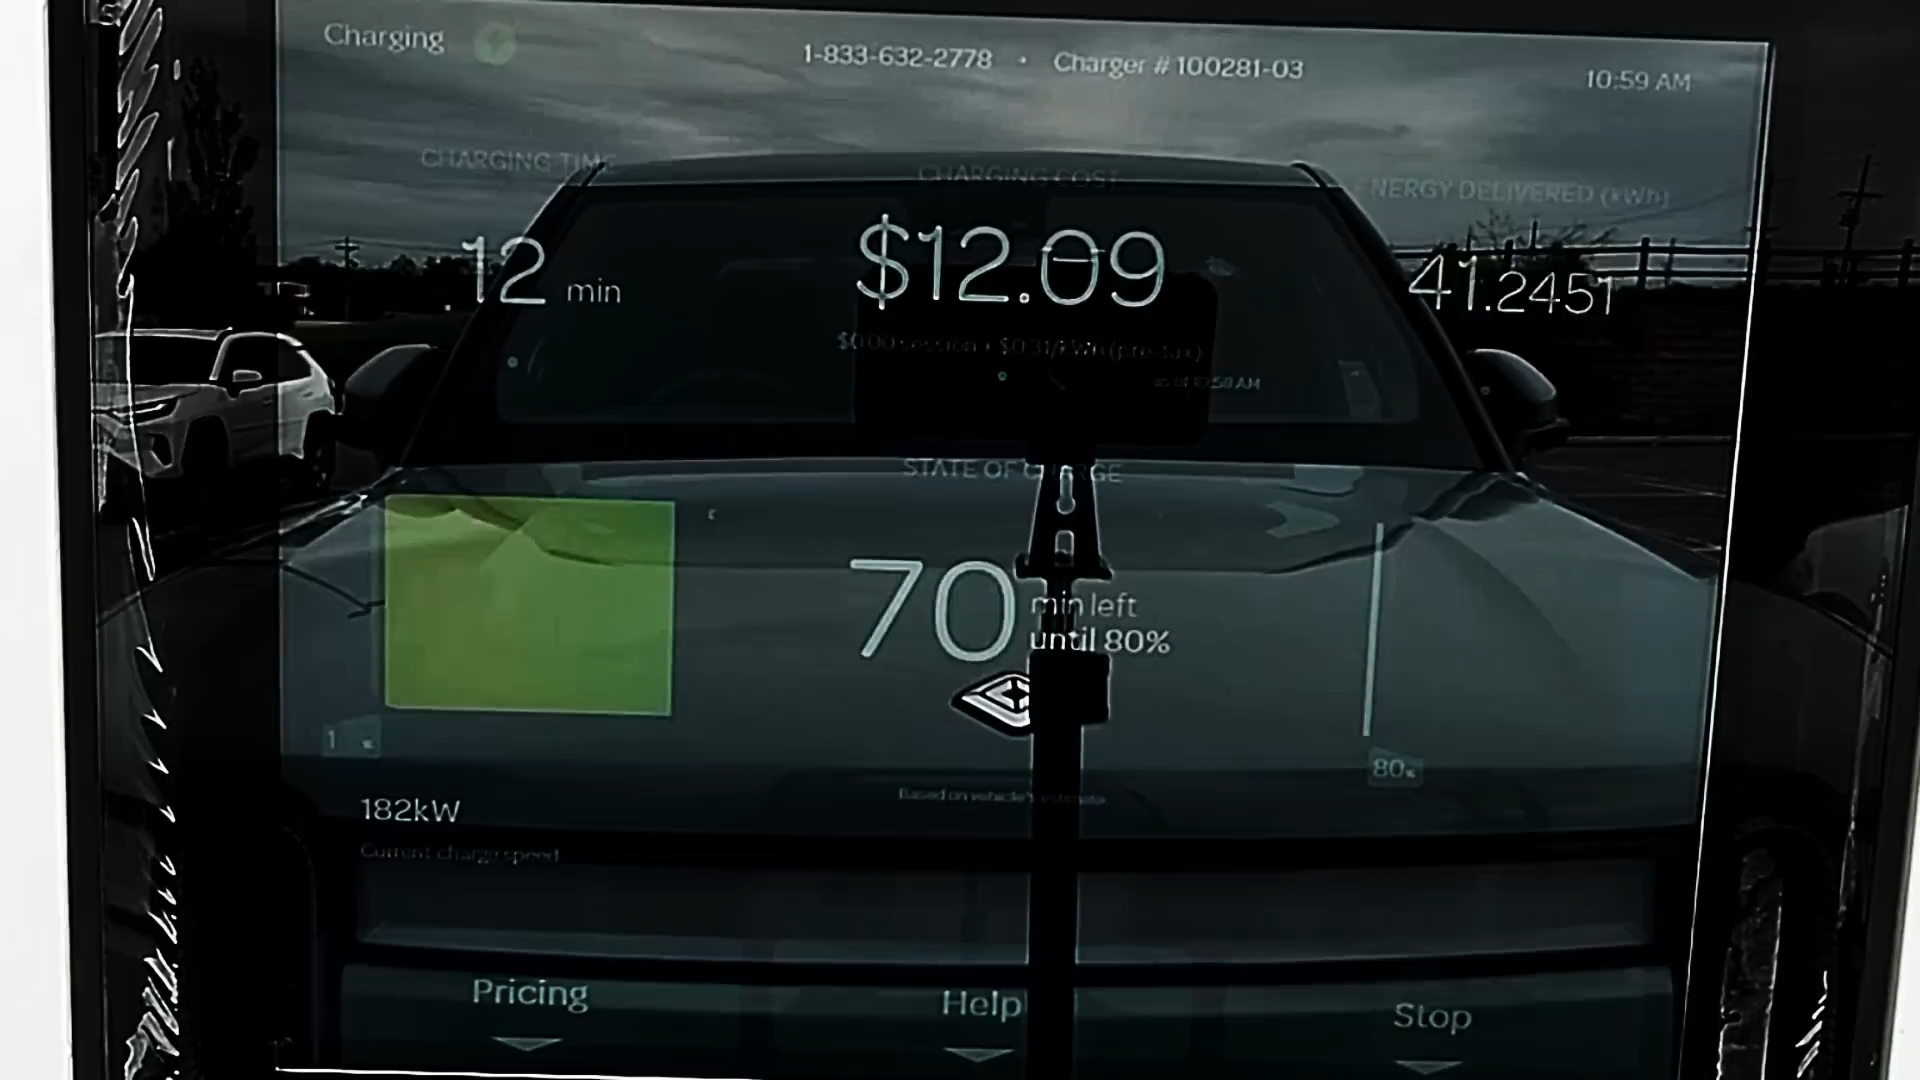 Charging
1-833-632-2778 • Charger # 100281-03
10:59 AM
CHARGING TIME
CHARGING COST
ENERGY DELIVERED (kWh)
12 min
$12.09
41.2451
$0.00 session + $0.31/kWh (pre-tax)
as of 10:58 AM
STATE OF CHARGE
70 min left
until 80%
80%
Based on vehicle's estimate
182kW
Current charge speed
Pricing
Help
Stop